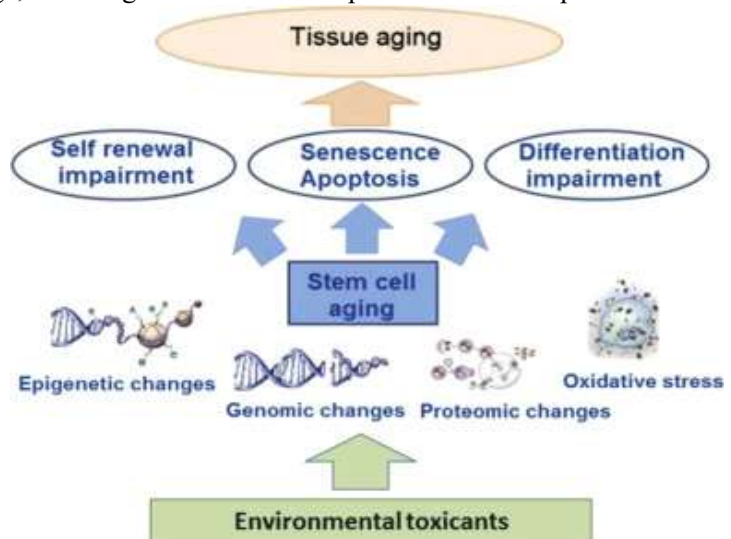 Tissue aging
Self renewal
impairment
Senescence
Apoptosis
Differentiation
impairment
Stem cell
aging
Epigenetic changes
Genomic changes
Proteomic changes
Oxidative stress
Environmental toxicants